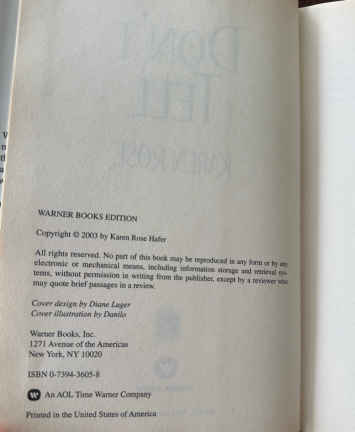 WARNER BOOKS EDITION
Copyright © 2003 by Karen Rose Hafer
All rights reserved. No part of this book may be reproduced in any form or by any
electronic or mechanical means, including information storage and retrieval sys-
tems, without permission in writing from the publisher, except by a reviewer who
may quote brief passages in a review.
Cover design by Diane Luger
Cover illustration by Danilo
Warner Books, Inc.
1271 Avenue of the Americas
New York, NY 10020
ISBN 0-7394-3605-8
W An AOL Time Warner Company
Printed in the United States of America
DON'T
TELL
KAREN ROSE